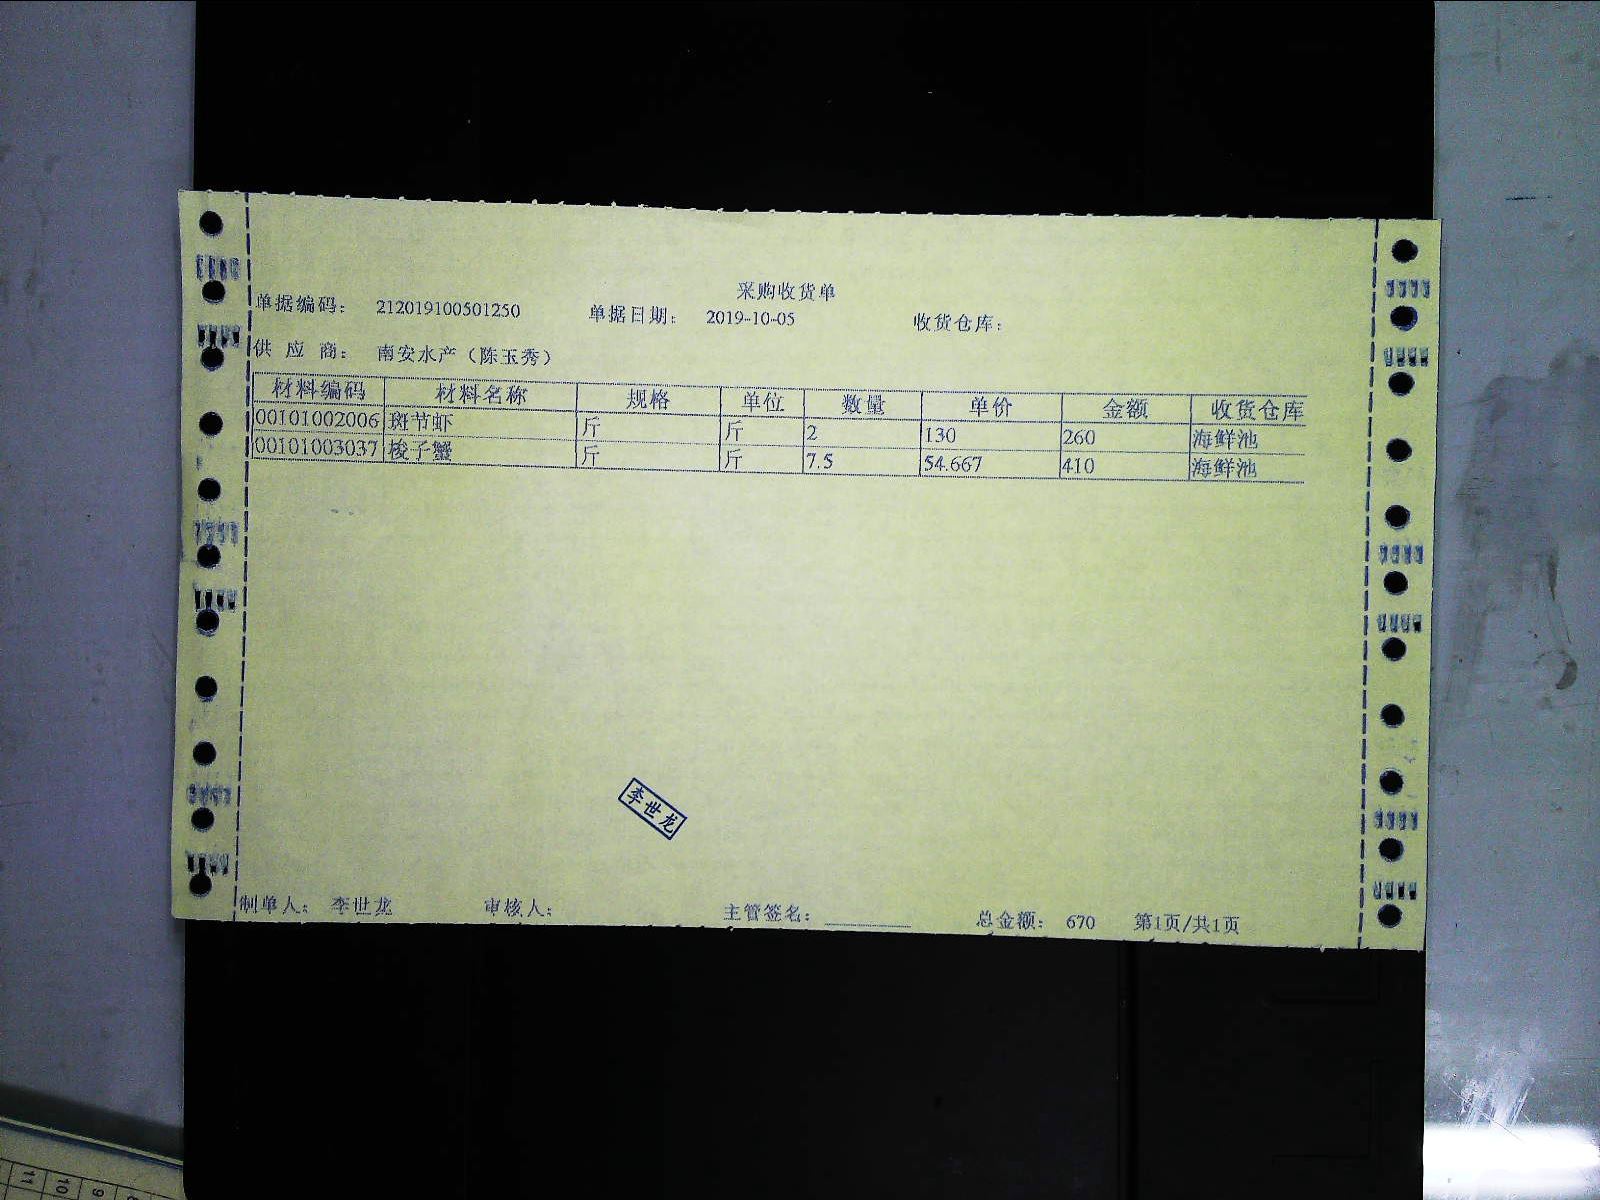 采购收货单
单据编码： 212019100501250 单据日期： 2019-10-05 收货仓库：
供 应 商： 南安水产（陈玉秀）
材料编码 材料名称 规格 单位 数量 单价 金额 收货仓库
00101002006 斑节虾 斤 斤 2 130 260 海鲜池
00101003037 梭子蟹 斤 斤 7.5 54.667 410 海鲜池
李世龙
制单人： 李世龙 审核人： 主管签名： 总金额： 670 第1页/共1页
11 10 9